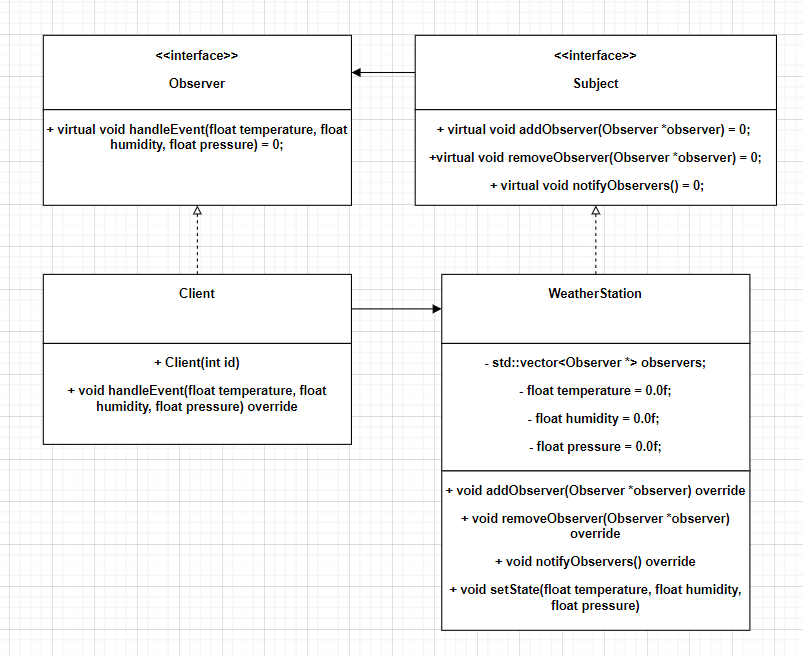 <<interface>>
Observer
+ virtual void handleEvent(float temperature, float
humidity, float pressure) = 0;
<<interface>>
Subject
+ virtual void addObserver(Observer *observer) = 0;
+virtual void removeObserver(Observer *observer) = 0;
+ virtual void notifyObservers() = 0;
Client
+ Client(int id)
+ void handleEvent(float temperature, float
humidity, float pressure) override
WeatherStation
- std::vector<Observer *> observers;
- float temperature = 0.0f;
- float humidity = 0.0f;
- float pressure = 0.0f;
+ void addObserver(Observer *observer) override
+ void removeObserver(Observer *observer)
override
+ void notifyObservers() override
+ void setState(float temperature, float humidity,
float pressure)